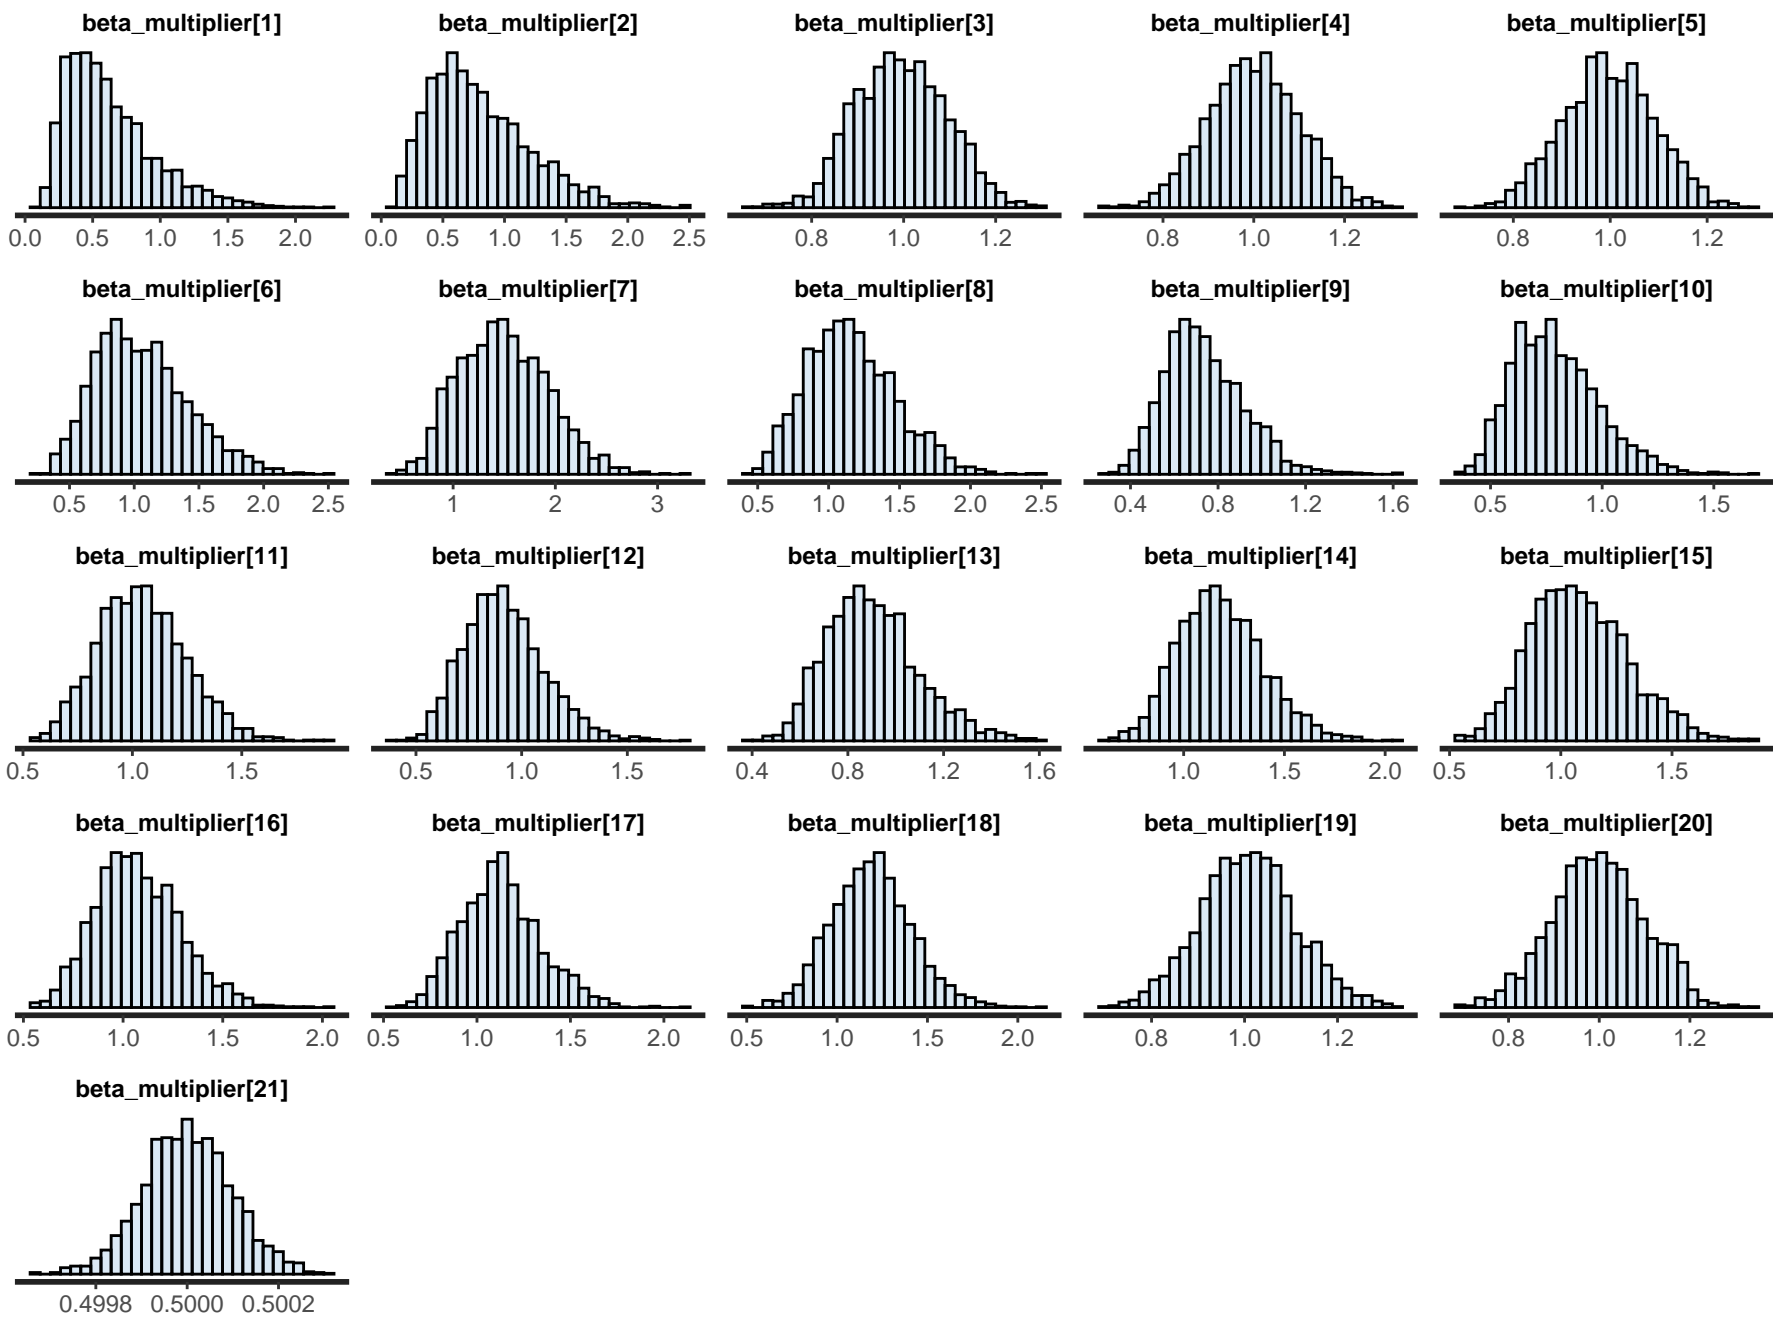 beta_multiplier[1] beta_multiplier[2] beta_multiplier[3] beta_multiplier[4] beta_multiplier[5]
0.0 0.5 1.0 1.5 2.0 0.0 0.5 1.0 1.5 2.0 2.5 0.8 1.0 1.2 0.8 1.0 1.2 0.8 1.0 1.2
beta_multiplier[6] beta_multiplier[7] beta_multiplier[8] beta_multiplier[9] beta_multiplier[10]
0.5 1.0 1.5 2.0 2.5 1 2 3 0.5 1.0 1.5 2.0 2.5 0.4 0.8 1.2 1.6 0.5 1.0 1.5
beta_multiplier[11] beta_multiplier[12] beta_multiplier[13] beta_multiplier[14] beta_multiplier[15]
0.5 1.0 1.5 0.5 1.0 1.5 0.4 0.8 1.2 1.6 1.0 1.5 2.0 0.5 1.0 1.5
beta_multiplier[16] beta_multiplier[17] beta_multiplier[18] beta_multiplier[19] beta_multiplier[20]
0.5 1.0 1.5 2.0 0.5 1.0 1.5 2.0 0.5 1.0 1.5 2.0 0.8 1.0 1.2 0.8 1.0 1.2
beta_multiplier[21]
0.4998 0.5000 0.5002